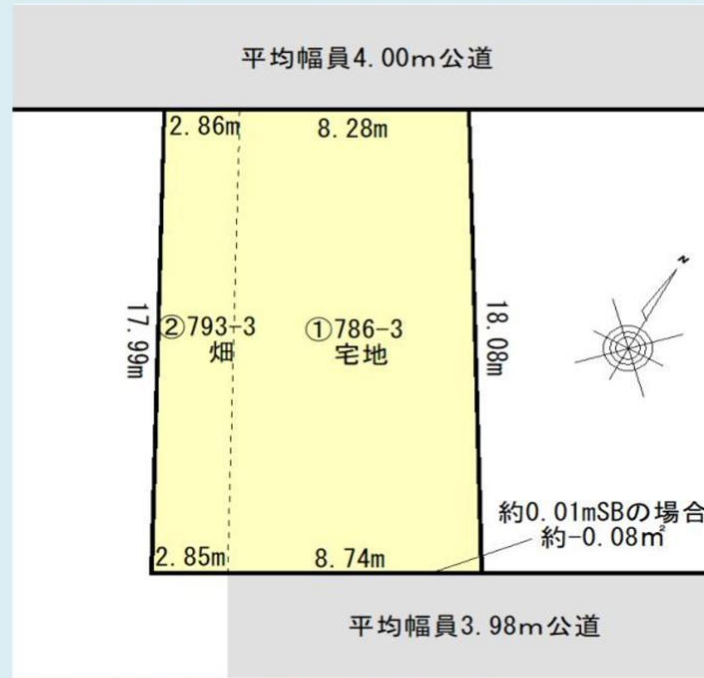 平均幅員4.00m公道
2.86m
8.28m
17.99m
②793-3
畑
①786-3
宅地
18.08m
N
約0.01mSBの場合
約-0.08㎡
2.85m
8.74m
平均幅員3.98m公道